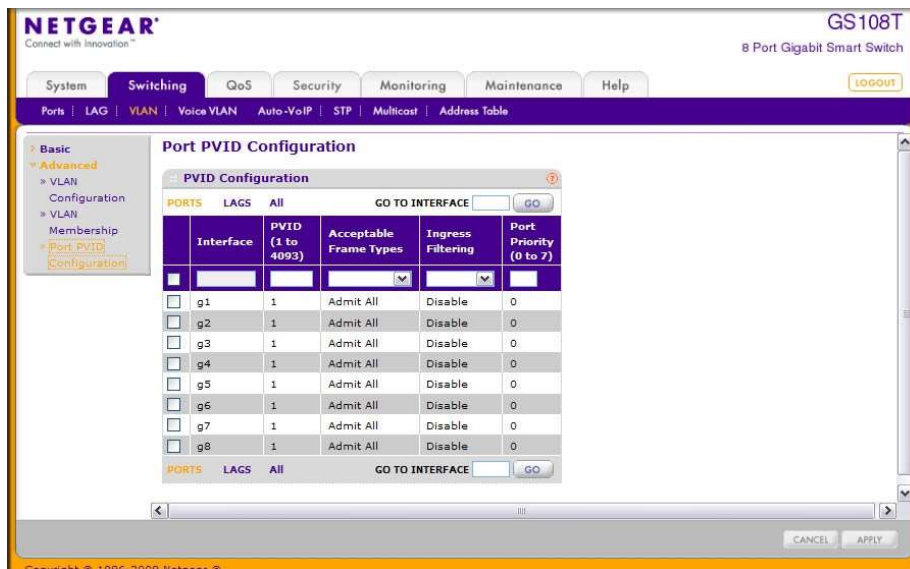 NETGEAR®
Connect with Innovation™
GS108T
8 Port Gigabit Smart Switch
System Switching QoS Security Monitoring Maintenance Help
LOGOUT
Ports | LAG | VLAN | Voice VLAN Auto-VoIP | STP | Multicast | Address Table
Basic
Advanced
» VLAN
Configuration
» VLAN
Membership
» Port PVID
Configuration
Port PVID Configuration
PVID Configuration ?
PORTS LAGS All GO TO INTERFACE GO
Interface PVID (1 to 4093) Acceptable Frame Types Ingress Filtering Port Priority (0 to 7)
g1 1 Admit All Disable 0
g2 1 Admit All Disable 0
g3 1 Admit All Disable 0
g4 1 Admit All Disable 0
g5 1 Admit All Disable 0
g6 1 Admit All Disable 0
g7 1 Admit All Disable 0
g8 1 Admit All Disable 0
PORTS LAGS All GO TO INTERFACE GO
CANCEL APPLY
Copyright © 1996-2009 Netgear ®